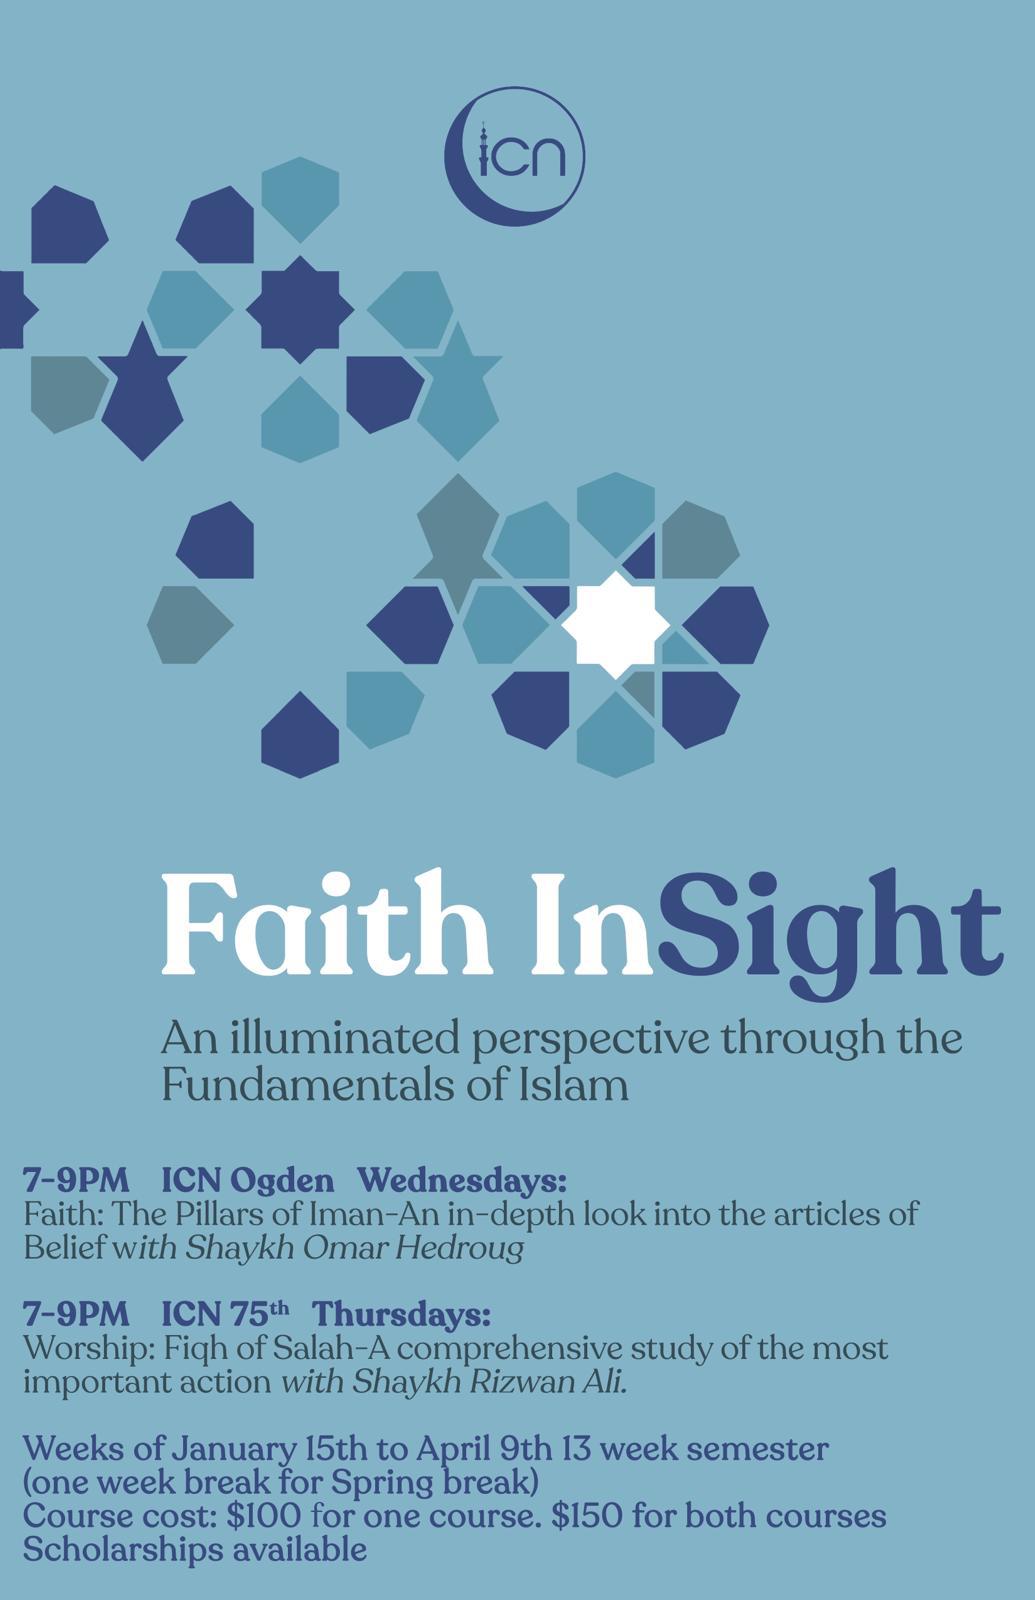 icn
Faith InSight
An illuminated perspective through the
Fundamentals of Islam
7-9PM ICN Ogden Wednesdays:
Faith: The Pillars of Iman-An in-depth look into the articles of
Belief with Shaykh Omar Hedroug
7-9PM ICN 75th Thursdays:
Worship: Fiqh of Salah-A comprehensive study of the most
important action with Shaykh Rizwan Ali.
Weeks of January 15th to April 9th 13 week semester
(one week break for Spring break)
Course cost: $100 for one course. $150 for both courses
Scholarships available